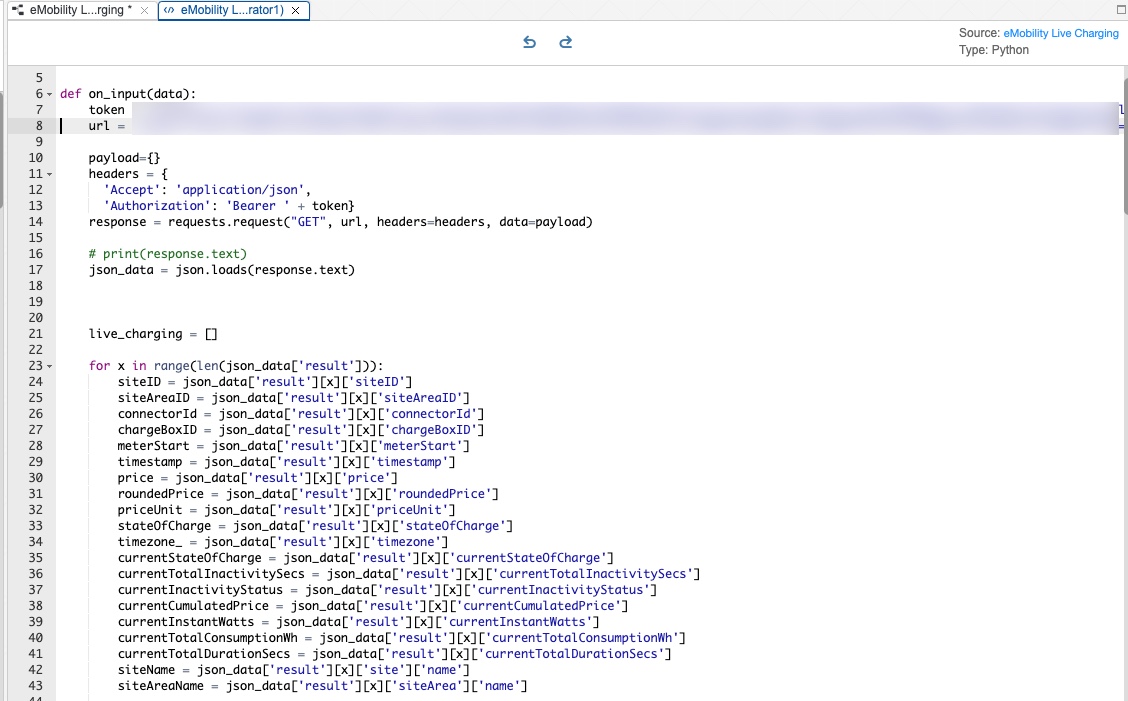 eMobility L...rging *
eMobility L...rator1)
Source: eMobility Live Charging
Type: Python
5
6 def on_input(data):
7     token
8     url =
9
10     payload={}
11     headers = {
12       'Accept': 'application/json',
13       'Authorization': 'Bearer ' + token}
14     response = requests.request("GET", url, headers=headers, data=payload)
15
16     # print(response.text)
17     json_data = json.loads(response.text)
18
19
20
21     live_charging = []
22
23     for x in range(len(json_data['result'])):
24         siteID = json_data['result'][x]['siteID']
25         siteAreaID = json_data['result'][x]['siteAreaID']
26         connectorId = json_data['result'][x]['connectorId']
27         chargeBoxID = json_data['result'][x]['chargeBoxID']
28         meterStart = json_data['result'][x]['meterStart']
29         timestamp = json_data['result'][x]['timestamp']
30         price = json_data['result'][x]['price']
31         roundedPrice = json_data['result'][x]['roundedPrice']
32         priceUnit = json_data['result'][x]['priceUnit']
33         stateOfCharge = json_data['result'][x]['stateOfCharge']
34         timezone_ = json_data['result'][x]['timezone']
35         currentStateOfCharge = json_data['result'][x]['currentStateOfCharge']
36         currentTotalInactivitySecs = json_data['result'][x]['currentTotalInactivitySecs']
37         currentInactivityStatus = json_data['result'][x]['currentInactivityStatus']
38         currentCumulatedPrice = json_data['result'][x]['currentCumulatedPrice']
39         currentInstantWatts = json_data['result'][x]['currentInstantWatts']
40         currentTotalConsumptionWh = json_data['result'][x]['currentTotalConsumptionWh']
41         currentTotalDurationSecs = json_data['result'][x]['currentTotalDurationSecs']
42         siteName = json_data['result'][x]['site']['name']
43         siteAreaName = json_data['result'][x]['siteArea']['name']